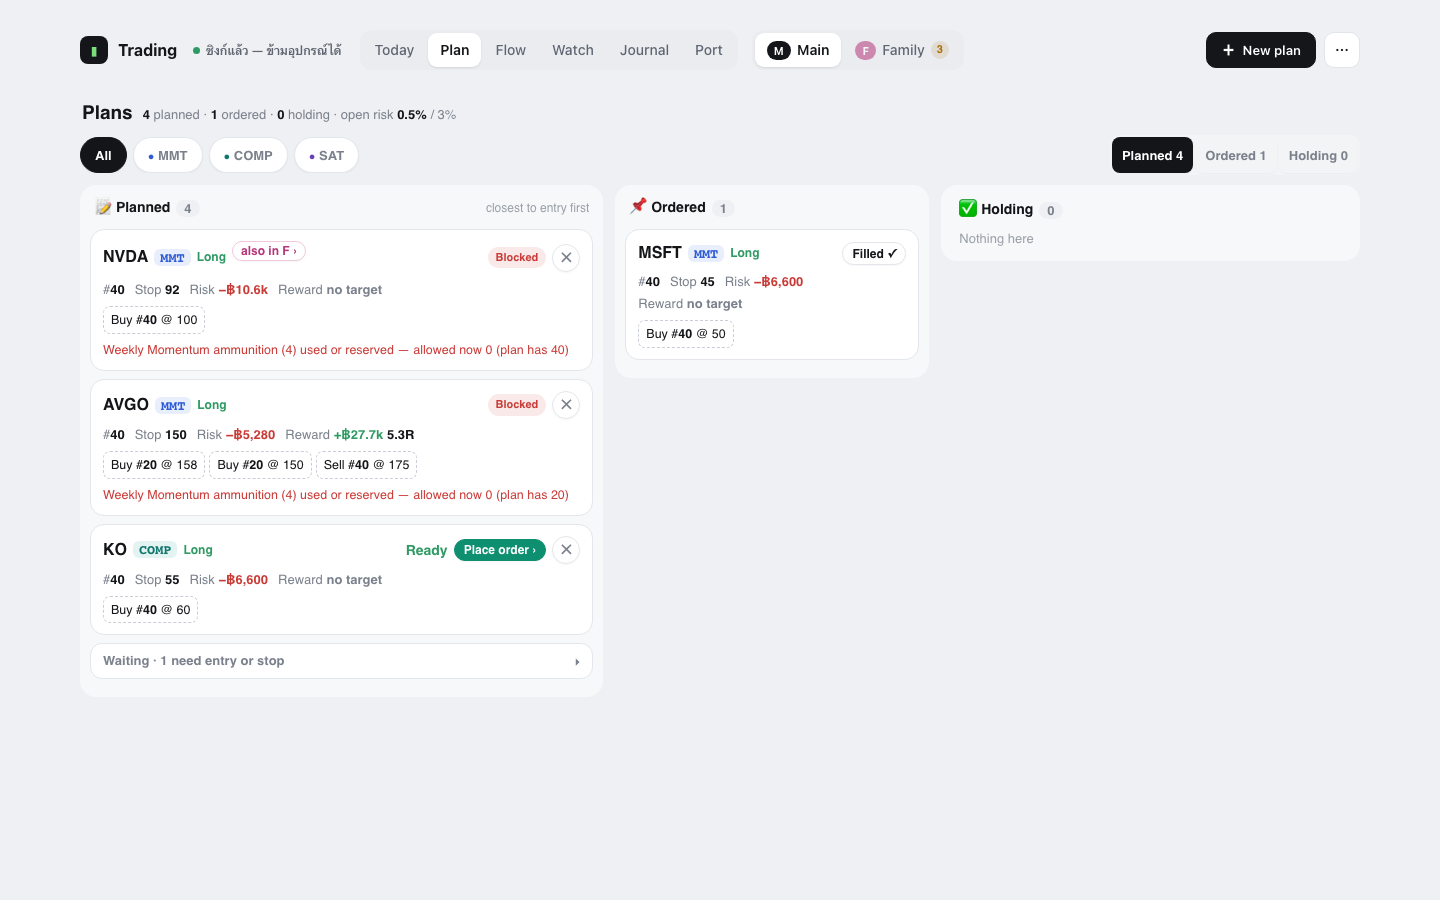 Trading
ซิงก์แล้ว — ข้ามอุปกรณ์ได้
Today Plan Flow Watch Journal Port
M Main F Family 3
+ New plan ···
Plans 4 planned · 1 ordered · 0 holding · open risk 0.5% / 3%
All • MMT • COMP • SAT
Planned 4 Ordered 1 Holding 0
Planned 4 closest to entry first
NVDA MMT Long also in F › Blocked ✕
#40 Stop 92 Risk –฿10.6k Reward no target
Buy #40 @ 100
Weekly Momentum ammunition (4) used or reserved — allowed now 0 (plan has 40)
AVGO MMT Long Blocked ✕
#40 Stop 150 Risk –฿5,280 Reward +฿27.7k 5.3R
Buy #20 @ 158 Buy #20 @ 150 Sell #40 @ 175
Weekly Momentum ammunition (4) used or reserved — allowed now 0 (plan has 20)
KO COMP Long Ready Place order › ✕
#40 Stop 55 Risk –฿6,600 Reward no target
Buy #40 @ 60
Waiting · 1 need entry or stop
Ordered 1
MSFT MMT Long Filled ✓
#40 Stop 45 Risk –฿6,600
Reward no target
Buy #40 @ 50
Holding 0
Nothing here